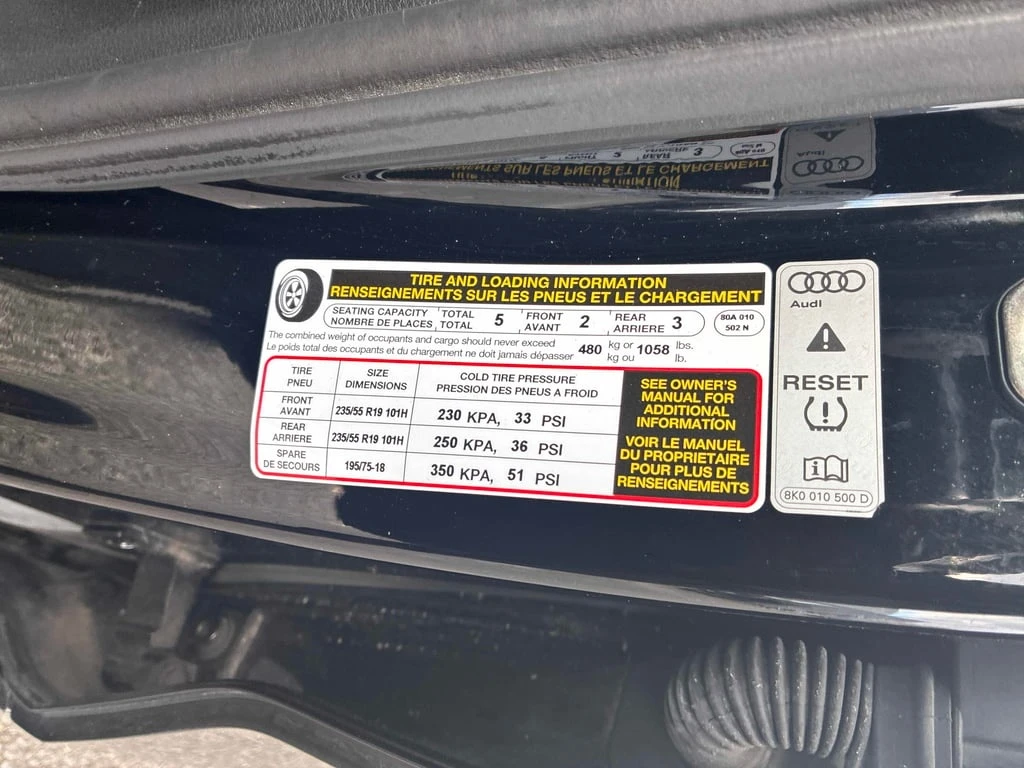 TIRE AND LOADING INFORMATION
RENSEIGNEMENTS SUR LES PNEUS ET LE CHARGEMENT
SEATING CAPACITY TOTAL 5 FRONT 2 REAR 3
NOMBRE DE PLACES TOTAL AVANT ARRIERE
80A 010
502 N
The combined weight of occupants and cargo should never exceed 480 kg or 1058 lbs.
Le poids total des occupants et du chargement ne doit jamais dépasser kg ou lb.
TIRE SIZE COLD TIRE PRESSURE
PNEU DIMENSIONS PRESSION DES PNEUS A FROID
FRONT
AVANT 235/55 R19 101H 230 KPA, 33 PSI
REAR
ARRIERE 235/55 R19 101H 250 KPA, 36 PSI
SPARE
DE SECOURS 195/75-18 350 KPA, 51 PSI
SEE OWNER'S
MANUAL FOR
ADDITIONAL
INFORMATION
VOIR LE MANUEL
DU PROPRIETAIRE
POUR PLUS DE
RENSEIGNEMENTS
Audi
RESET
8K0 010 500 D